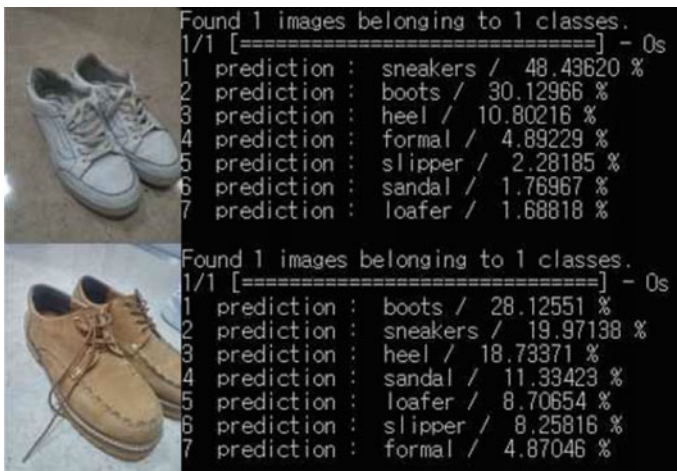 Found 1 images belonging to 1 classes.
1/1 [==============================] - 0s
1 prediction : sneakers / 48.43620 %
2 prediction : boots / 30.12966 %
3 prediction : heel / 10.80216 %
4 prediction : formal / 4.89229 %
5 prediction : slipper / 2.28185 %
6 prediction : sandal / 1.76967 %
7 prediction : loafer / 1.68818 %
Found 1 images belonging to 1 classes.
1/1 [==============================] - 0s
1 prediction : boots / 28.12551 %
2 prediction : sneakers / 19.97138 %
3 prediction : heel / 18.73371 %
4 prediction : sandal / 11.33423 %
5 prediction : loafer / 8.70654 %
6 prediction : slipper / 8.25816 %
7 prediction : formal / 4.87046 %